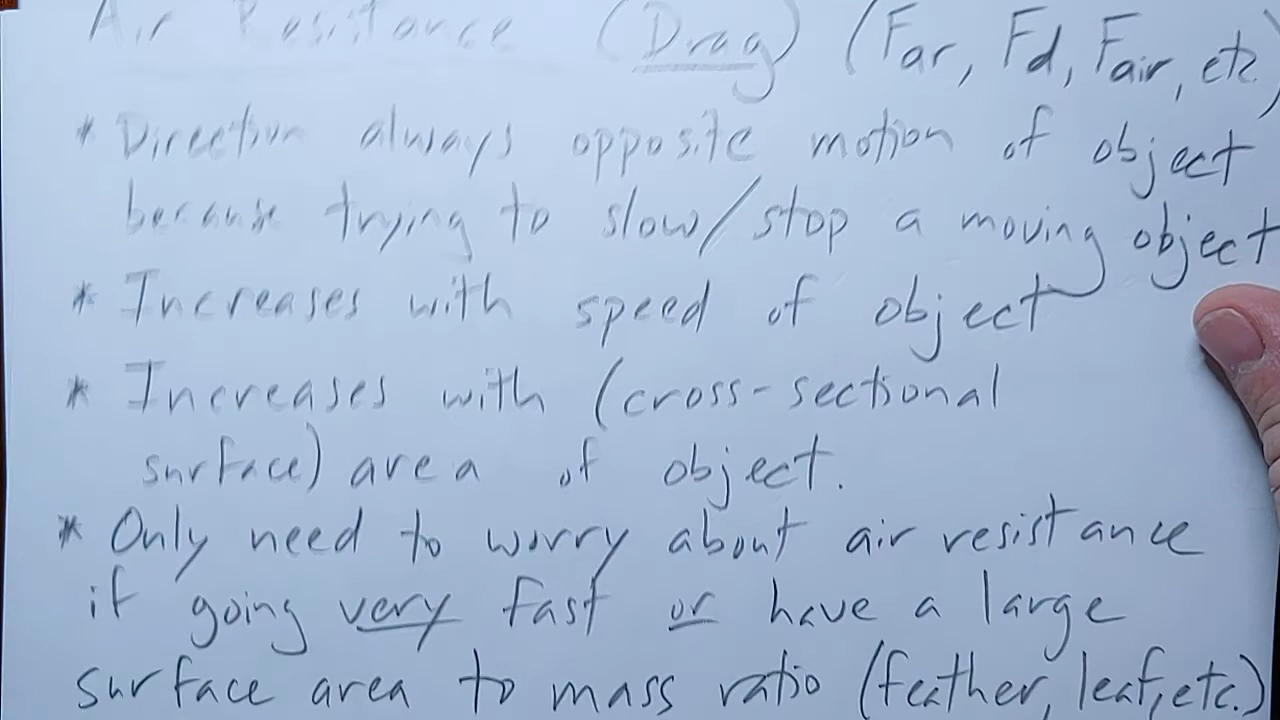 Air Resistance (Drag) (Far, Fd, Fair, etc)
* Direction always opposite motion of object
because trying to slow/stop a moving object
* Increases with speed of object
* Increases with (cross-sectional
surface) area of object.
* Only need to worry about air resistance
if going very fast or have a large
surface area to mass ratio (feather, leaf, etc.)